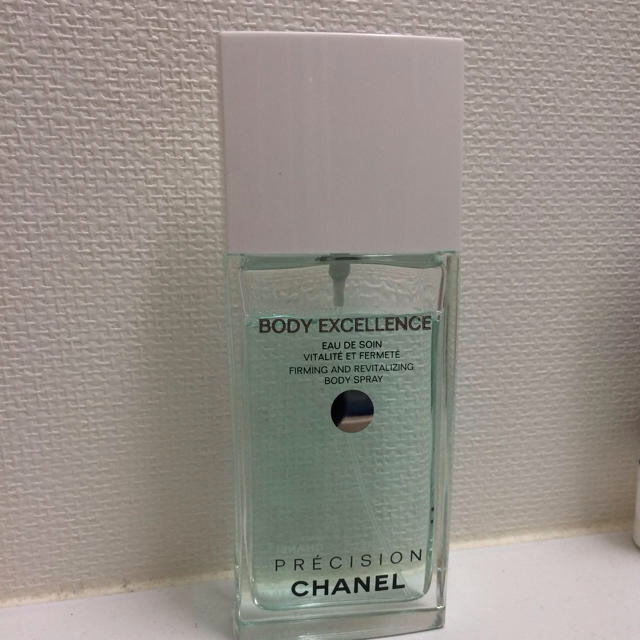 BODY EXCELLENCE
EAU DE SOIN
VITALITÉ ET FERMETÉ
FIRMING AND REVITALIZING
BODY SPRAY
PRÉCISION
CHANEL